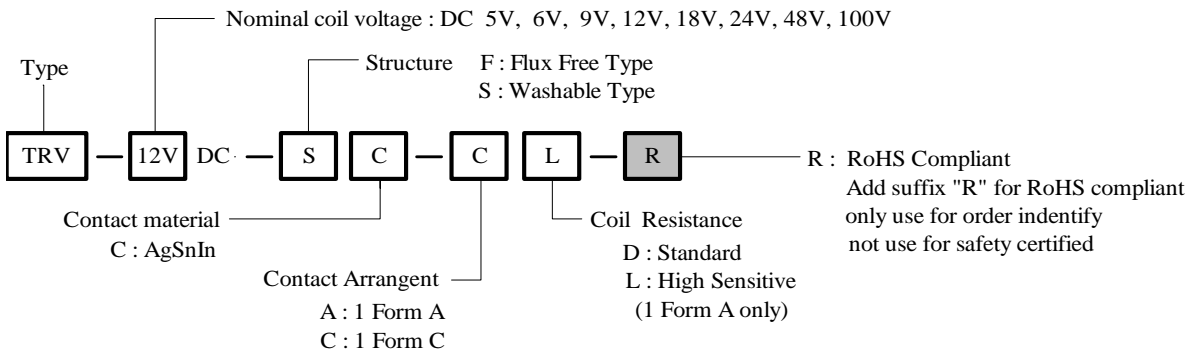 Nominal coil voltage : DC 5V, 6V, 9V, 12V, 18V, 24V, 48V, 100V
Type
Structure F : Flux Free Type
S : Washable Type
TRV 12V DC S C C L R
R : RoHS Compliant
Add suffix "R" for RoHS compliant
only use for order indentify
not use for safety certified
Contact material
C : AgSnIn
Contact Arrangent
A : 1 Form A
C : 1 Form C
Coil Resistance
D : Standard
L : High Sensitive
(1 Form A only)